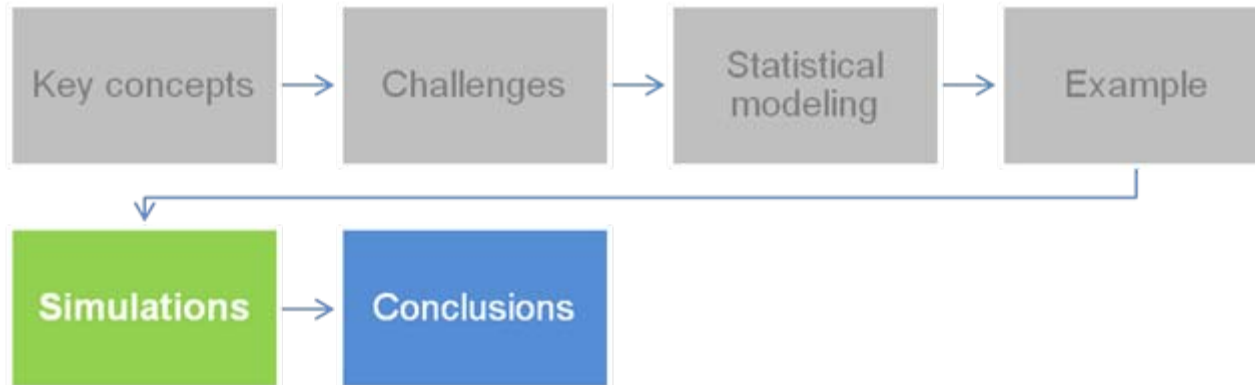 Key concepts
Challenges
Statistical
modeling
Example
Simulations
Conclusions